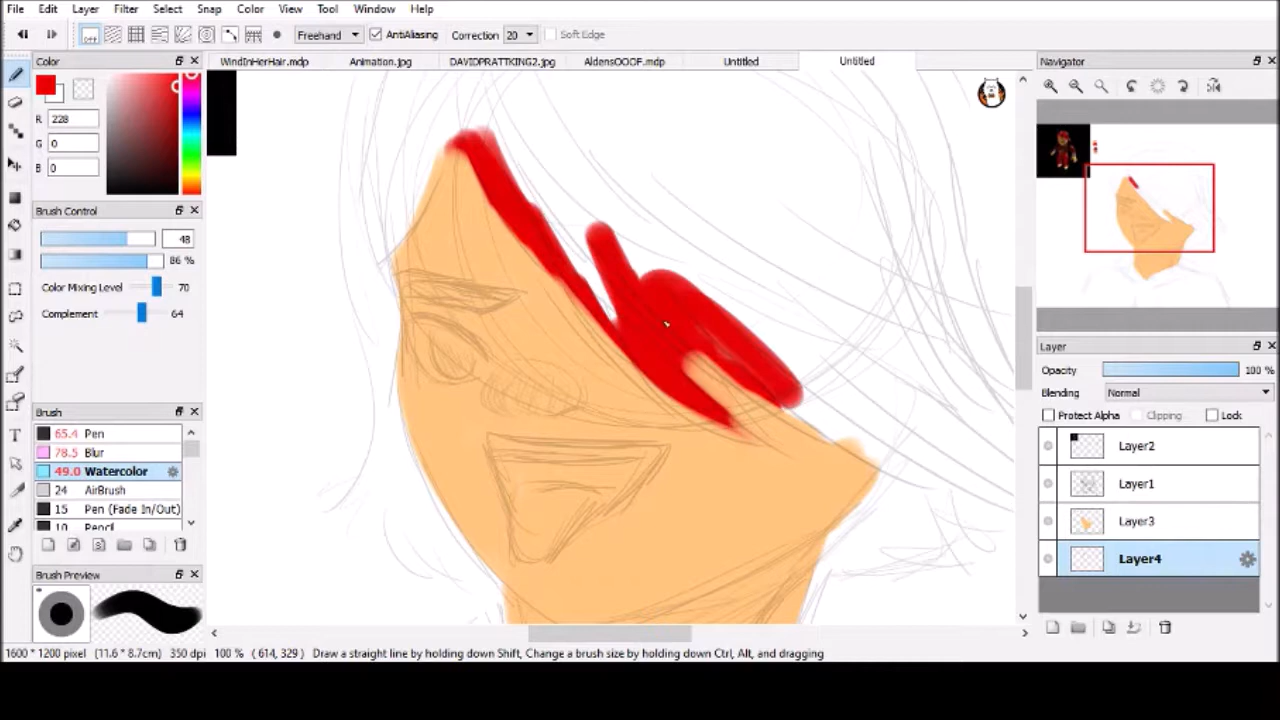 File Edit Layer Filter Select Snap Color View Tool Window Help
off Freehand AntiAliasing Correction 20 Soft Edge
Color
WindInHerHair.mdp Animation.jpg DAVIDPRATTKING2.jpg AldensOOOF.mdp Untitled Untitled
Navigator
R 228
G 0
B 0
Brush Control
48
86 %
Color Mixing Level 70
Complement 64
Layer
Opacity 100 %
Blending Normal
Protect Alpha Clipping Lock
Layer2
Layer1
Layer3
Layer4
Brush
65.4 Pen
78.5 Blur
49.0 Watercolor
24 AirBrush
15 Pen (Fade In/Out)
10 Pencil
Brush Preview
1600 * 1200 pixel (11.6 * 8.7cm) 350 dpi 100 % ( 614, 329 ) Draw a straight line by holding down Shift, Change a brush size by holding down Ctrl, Alt, and dragging